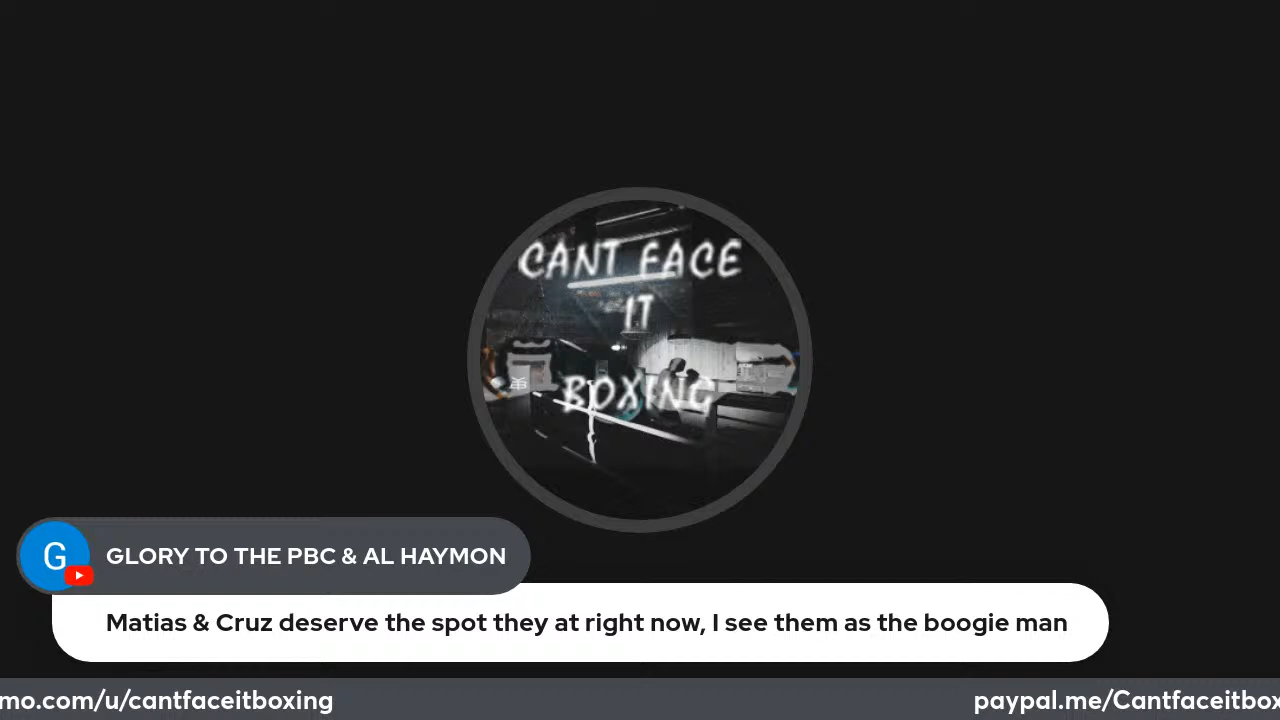 CANT FACE
IT
BOXING
G
GLORY TO THE PBC & AL HAYMON
Matias & Cruz deserve the spot they at right now, I see them as the boogie man
mo.com/u/cantfaceitboxing
paypal.me/Cantfaceitbox